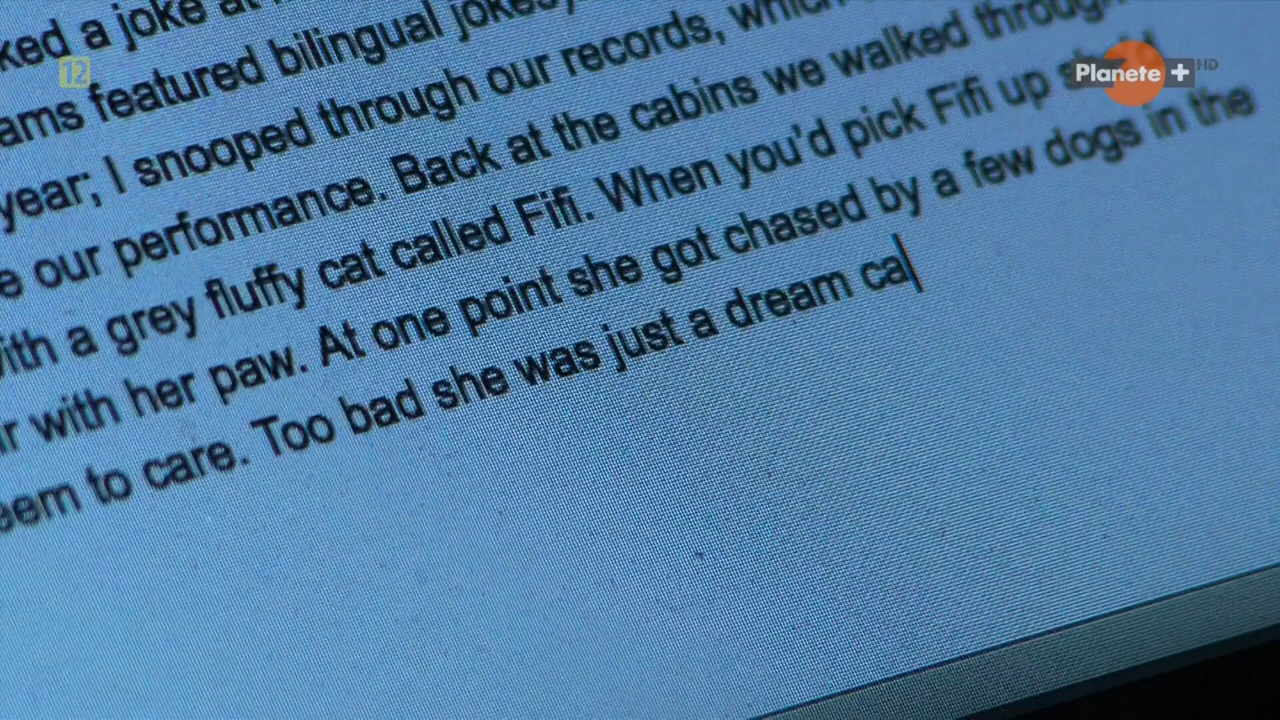 ked a joke at
ams featured bilingual jokes,
year; I snooped through our records, which
e our performance. Back at the cabins we walked through
ith a grey fluffy cat called Fifi. When you'd pick Fifi up
r with her paw. At one point she got chased by a few dogs in the
eem to care. Too bad she was just a dream ca
12
Planete +
HD